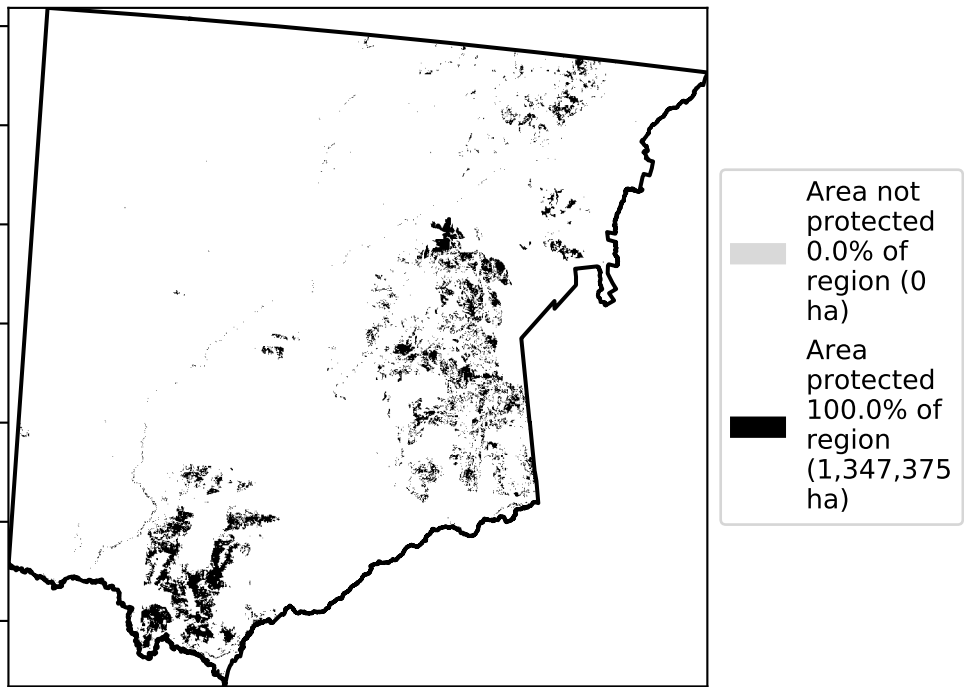 Area not
protected
0.0% of
region (0
ha)
Area
protected
100.0% of
region
(1,347,375
ha)